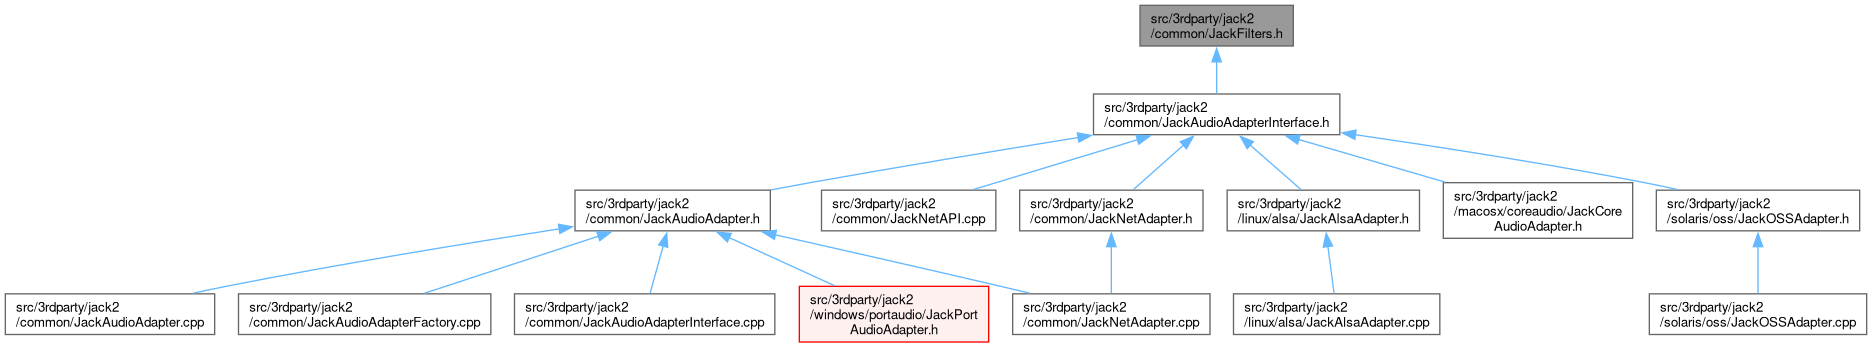 src/3rdparty/jack2
/common/JackFilters.h
src/3rdparty/jack2
/common/JackAudioAdapterInterface.h
src/3rdparty/jack2
/common/JackAudioAdapter.h
src/3rdparty/jack2
/common/JackNetAPI.cpp
src/3rdparty/jack2
/common/JackNetAdapter.h
src/3rdparty/jack2
/linux/alsa/JackAlsaAdapter.h
src/3rdparty/jack2
/macosx/coreaudio/JackCore
AudioAdapter.h
src/3rdparty/jack2
/solaris/oss/JackOSSAdapter.h
src/3rdparty/jack2
/common/JackAudioAdapter.cpp
src/3rdparty/jack2
/common/JackAudioAdapterFactory.cpp
src/3rdparty/jack2
/common/JackAudioAdapterInterface.cpp
src/3rdparty/jack2
/windows/portaudio/JackPort
AudioAdapter.h
src/3rdparty/jack2
/common/JackNetAdapter.cpp
src/3rdparty/jack2
/linux/alsa/JackAlsaAdapter.cpp
src/3rdparty/jack2
/solaris/oss/JackOSSAdapter.cpp